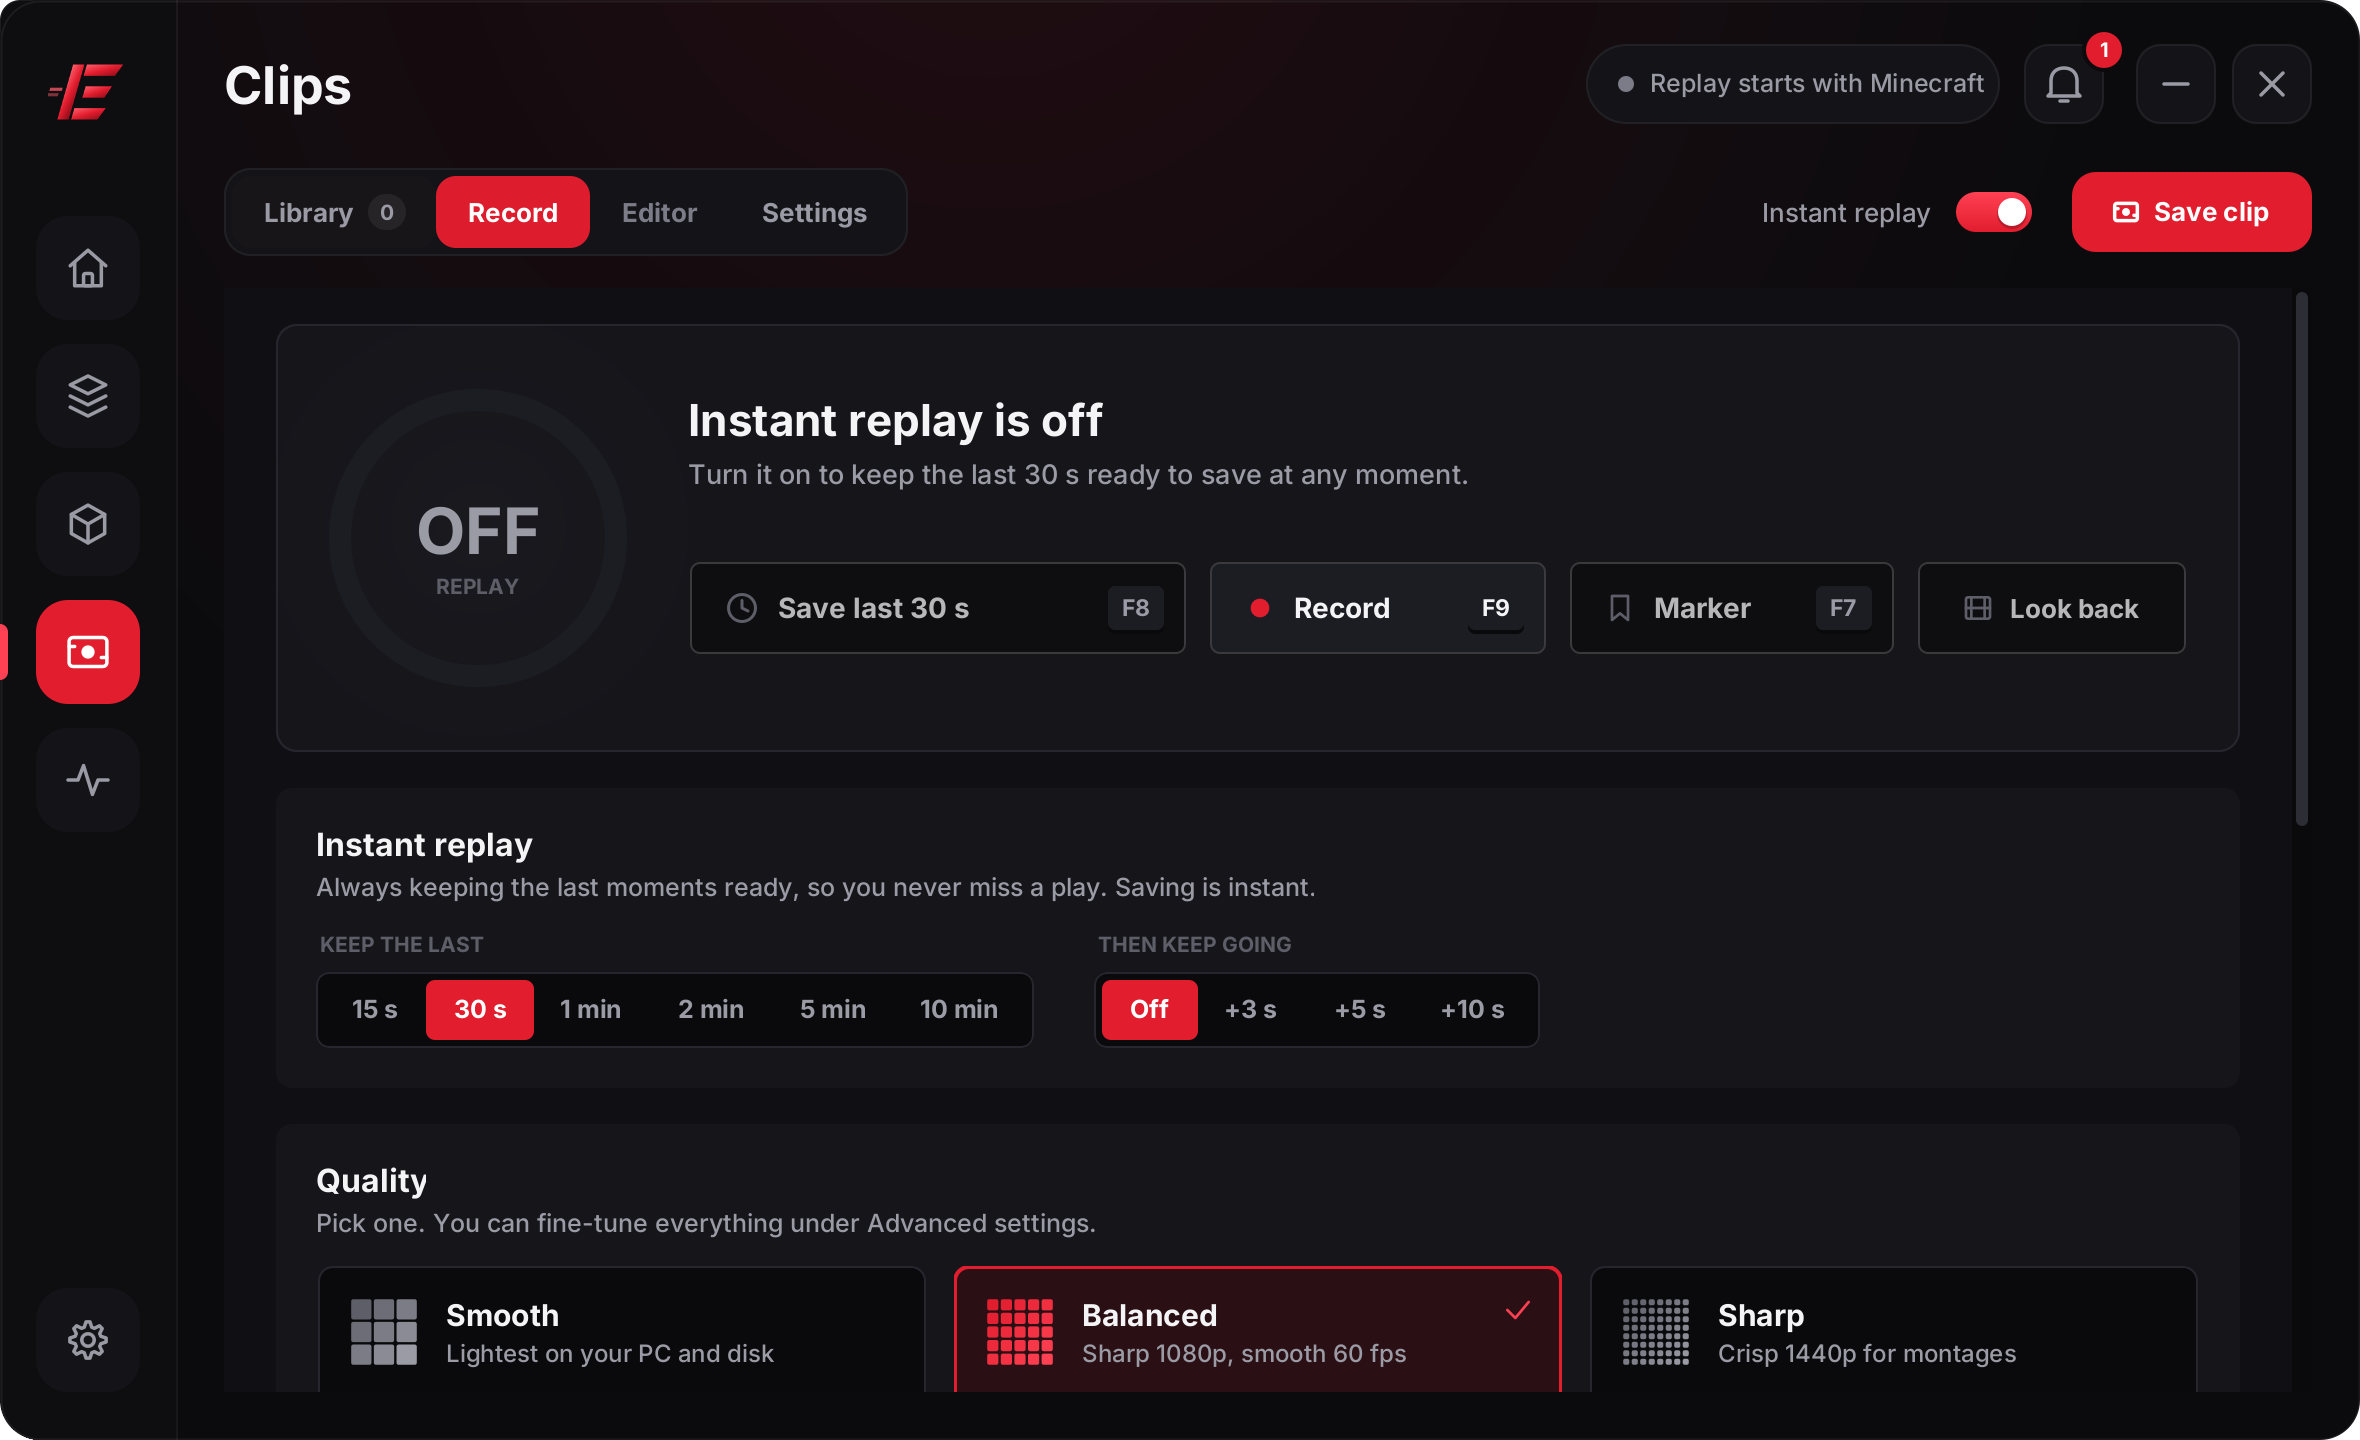 Clips
Replay starts with Minecraft
1
Library 0
Record
Editor
Settings
Instant replay
Save clip
OFF
REPLAY
Instant replay is off
Turn it on to keep the last 30 s ready to save at any moment.
Save last 30 s F8
Record F9
Marker F7
Look back
Instant replay
Always keeping the last moments ready, so you never miss a play. Saving is instant.
KEEP THE LAST
15 s 30 s 1 min 2 min 5 min 10 min
THEN KEEP GOING
Off +3 s +5 s +10 s
Quality
Pick one. You can fine-tune everything under Advanced settings.
Smooth
Lightest on your PC and disk
Balanced
Sharp 1080p, smooth 60 fps
Sharp
Crisp 1440p for montages